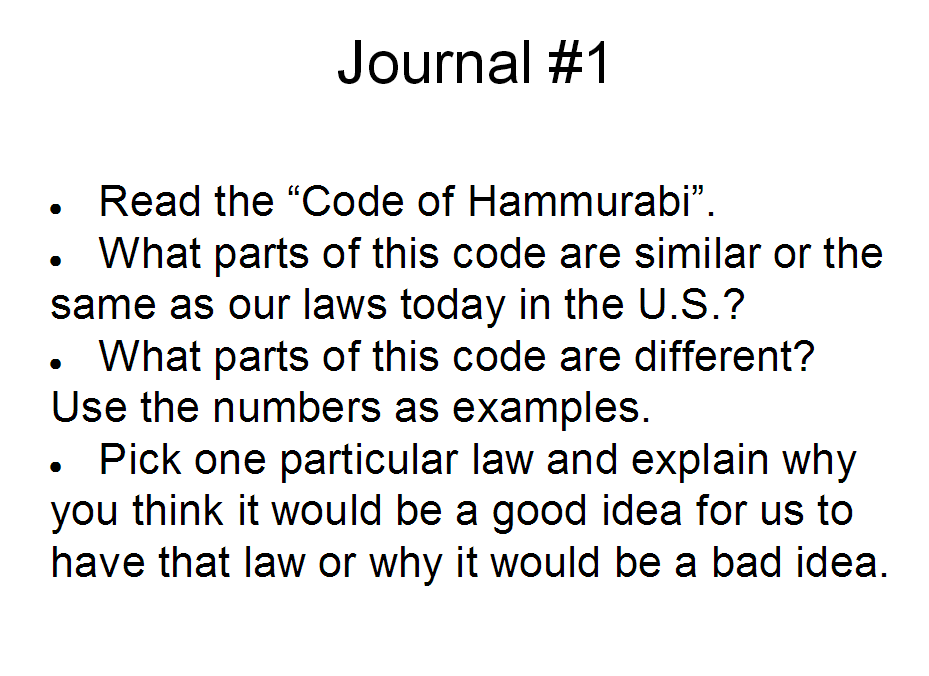 Journal #1
● Read the “Code of Hammurabi”.
● What parts of this code are similar or the
same as our laws today in the U.S.?
● What parts of this code are different?
Use the numbers as examples.
● Pick one particular law and explain why
you think it would be a good idea for us to
have that law or why it would be a bad idea.